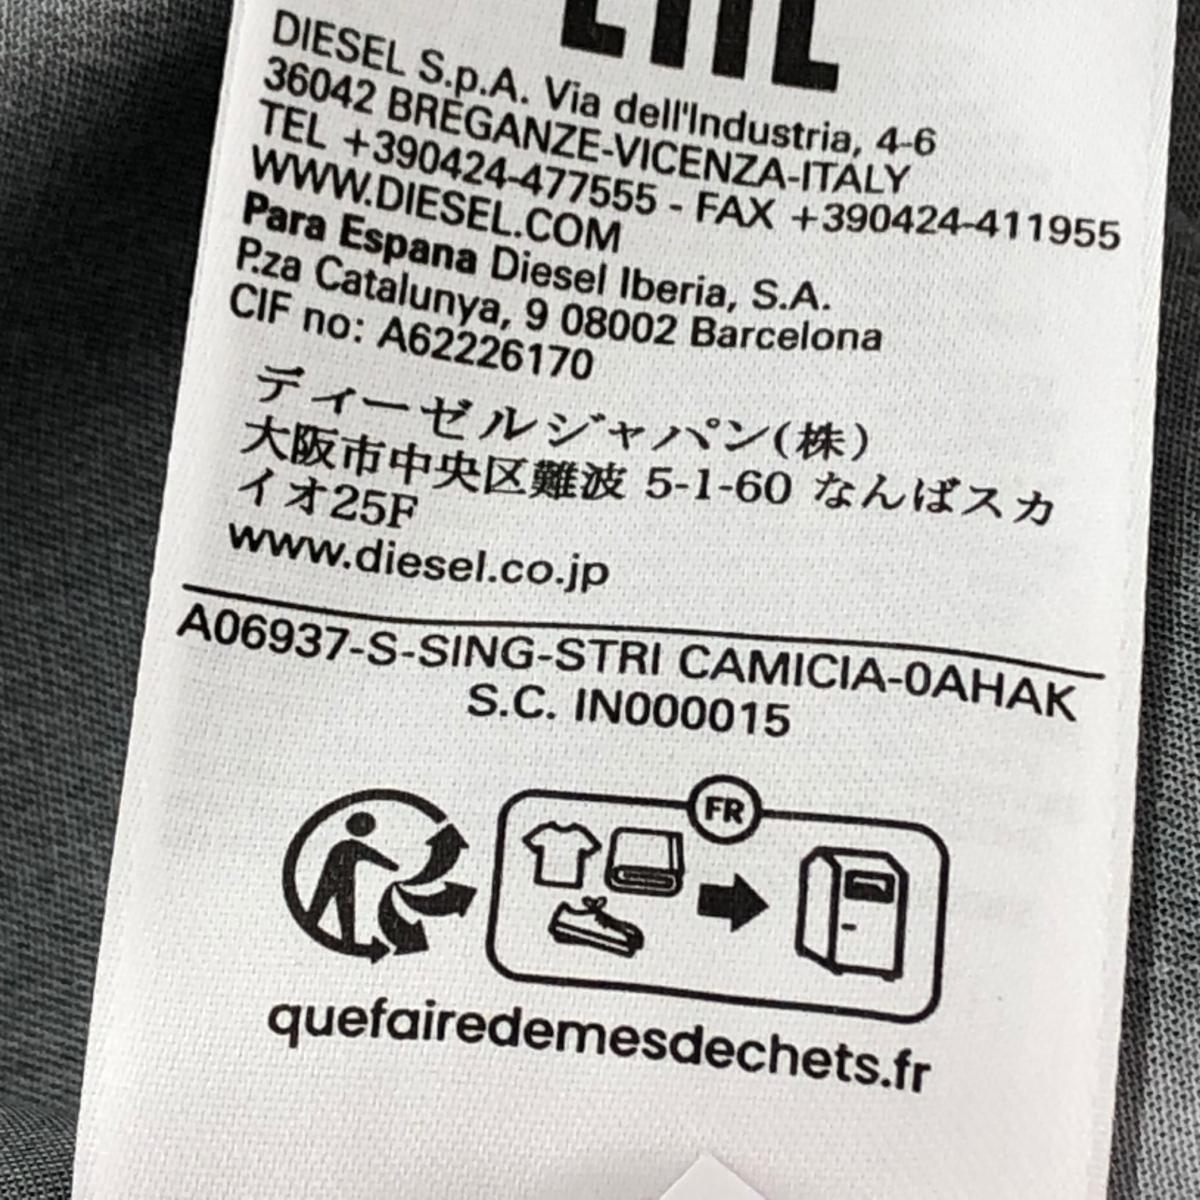 EAC
DIESEL S.p.A. Via dell'Industria, 4-6
36042 BREGANZE-VICENZA-ITALY
TEL +390424-477555 - FAX +390424-411955
WWW.DIESEL.COM
Para Espana Diesel Iberia, S.A.
P.za Catalunya, 9 08002 Barcelona
CIF no: A62226170
ディーゼルジャパン(株)
大阪市中央区難波 5-1-60 なんばスカ
イオ25F
www.diesel.co.jp
A06937-S-SING-STRI CAMICIA-0AHAK
S.C. IN000015
FR
quefairedemesdechets.fr